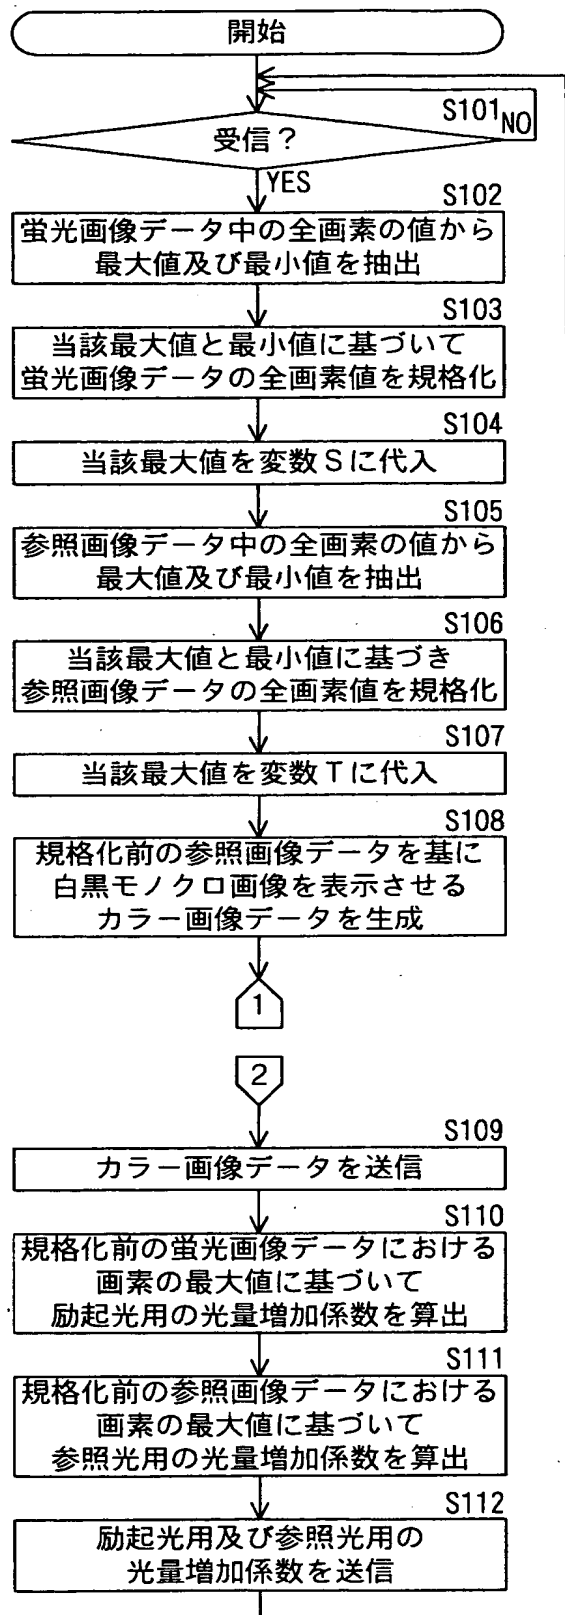 開始
S101
受信？
NO
YES
S102
蛍光画像データ中の全画素の値から
最大値及び最小値を抽出
S103
当該最大値と最小値に基づいて
蛍光画像データの全画素値を規格化
S104
当該最大値を変数Sに代入
S105
参照画像データ中の全画素の値から
最大値及び最小値を抽出
S106
当該最大値と最小値に基づき
参照画像データの全画素値を規格化
S107
当該最大値を変数Tに代入
S108
規格化前の参照画像データを基に
白黒モノクロ画像を表示させる
カラー画像データを生成
1
2
S109
カラー画像データを送信
S110
規格化前の蛍光画像データにおける
画素の最大値に基づいて
励起光用の光量増加係数を算出
S111
規格化前の参照画像データにおける
画素の最大値に基づいて
参照光用の光量増加係数を算出
S112
励起光用及び参照光用の
光量増加係数を送信